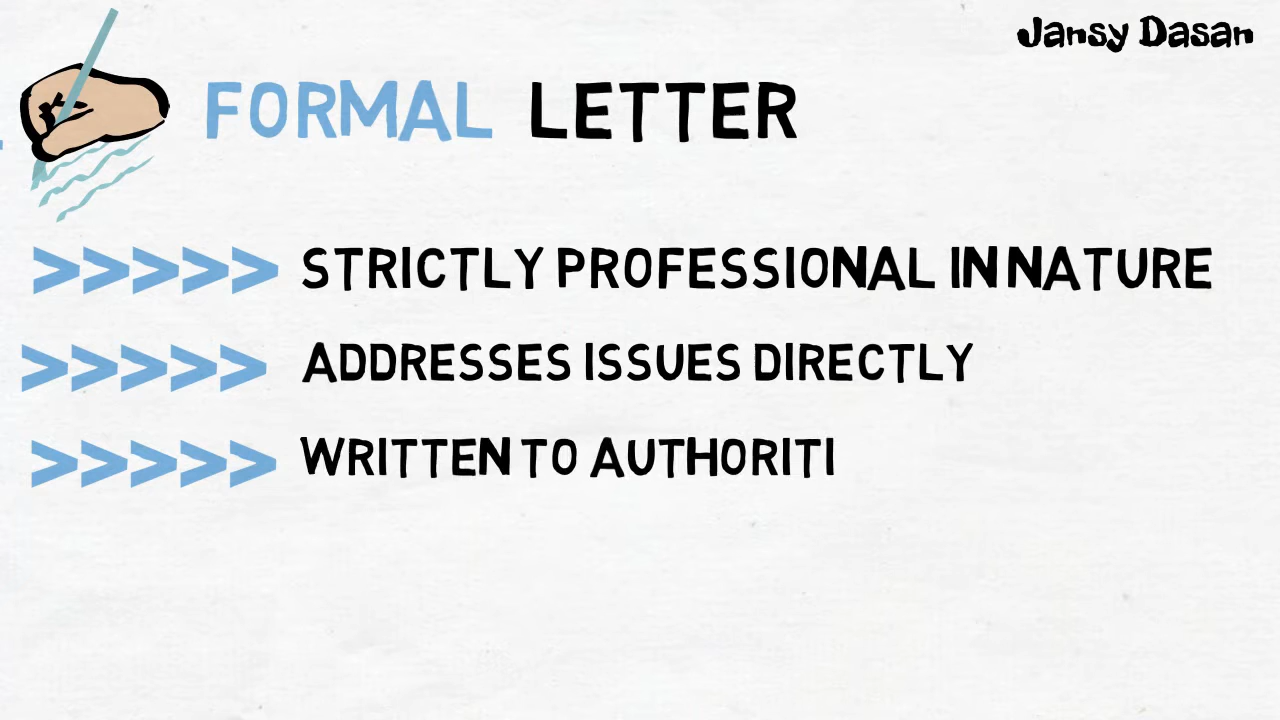 Jansy Dasan
FORMAL LETTER
>>>>> STRICTLY PROFESSIONAL IN NATURE
>>>>> ADDRESSES ISSUES DIRECTLY
>>>>> WRITTEN TO AUTHORITI